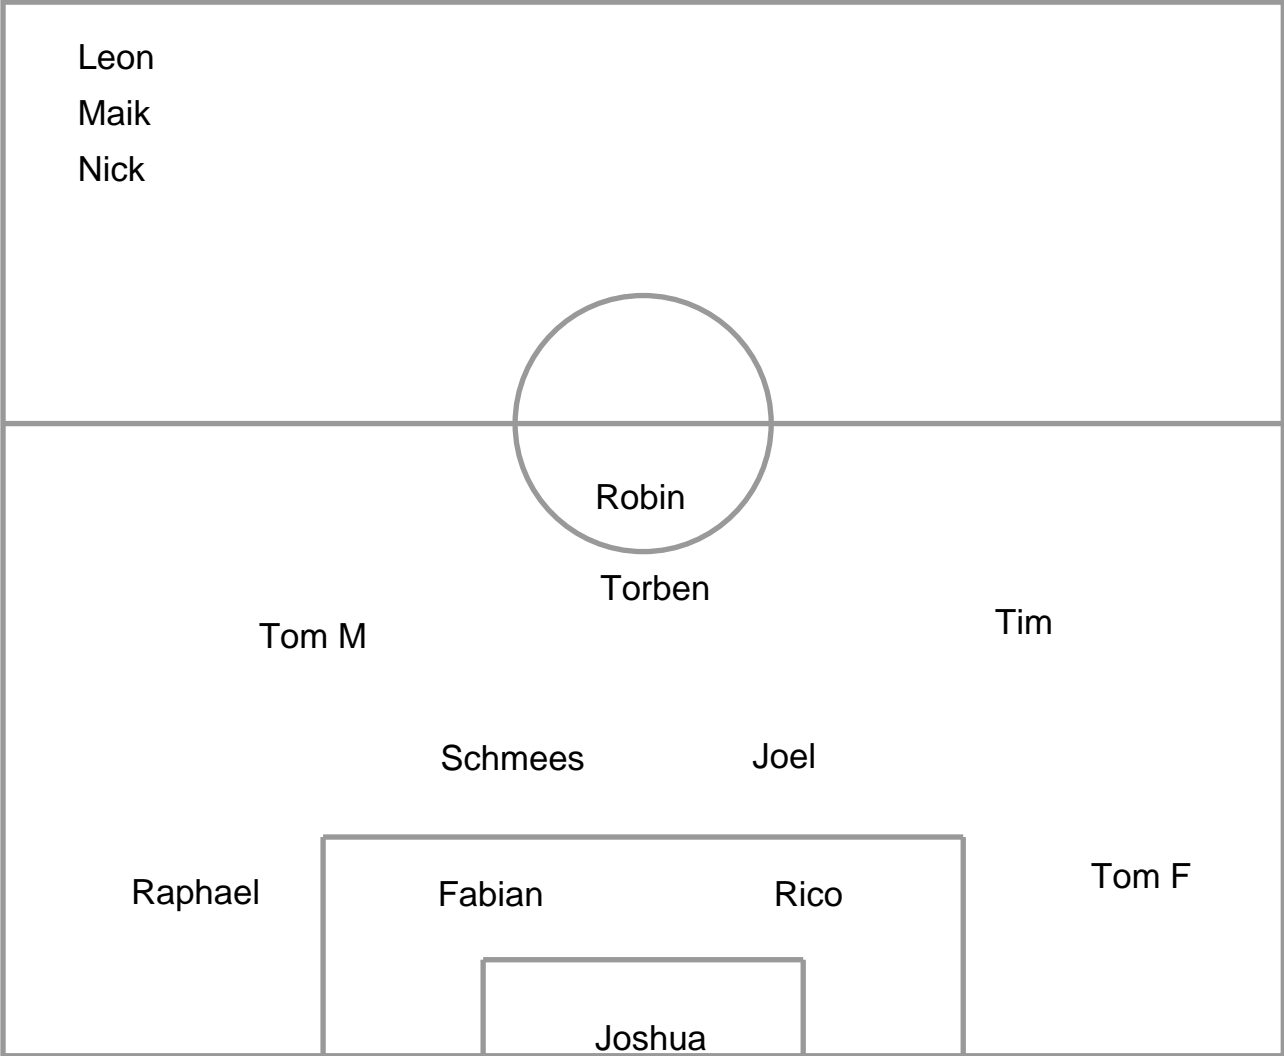 Leon
Maik
Nick
Robin
Torben
Tom M
Tim
Schmees
Joel
Raphael
Fabian
Rico
Tom F
Joshua